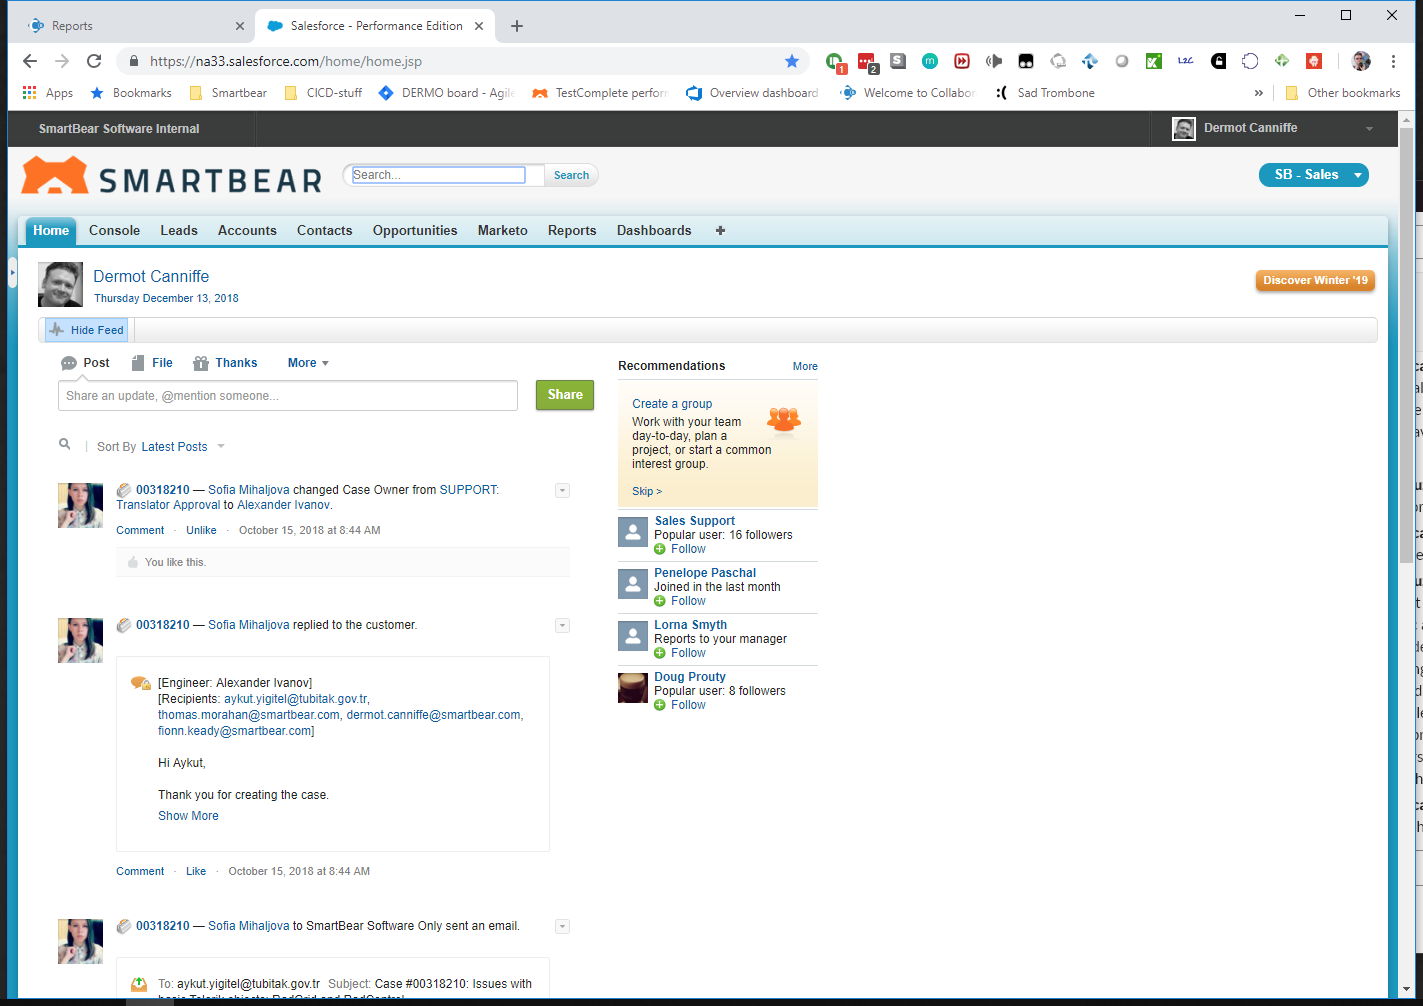 Reports
Salesforce - Performance Edition
https://na33.salesforce.com/home/home.jsp
1
2
Apps
Bookmarks
Smartbear
CICD-stuff
DERMO board - Agile
TestComplete perforn
Overview dashboard
Welcome to Collabor
Sad Trombone
»
Other bookmarks
SmartBear Software Internal
Dermot Canniffe
SMARTBEAR
Search...
Search
SB - Sales
Home
Console
Leads
Accounts
Contacts
Opportunities
Marketo
Reports
Dashboards
Dermot Canniffe
Thursday December 13, 2018
Discover Winter '19
Hide Feed
Post
File
Thanks
More
Share an update, @mention someone...
Share
Sort By Latest Posts
00318210 — Sofia Mihaljova changed Case Owner from SUPPORT:
Translator Approval to Alexander Ivanov.
Comment · Unlike · October 15, 2018 at 8:44 AM
You like this.
00318210 — Sofia Mihaljova replied to the customer.
[Engineer: Alexander Ivanov]
[Recipients: aykut.yigitel@tubitak.gov.tr,
thomas.morahan@smartbear.com, dermot.canniffe@smartbear.com,
fionn.keady@smartbear.com]
Hi Aykut,
Thank you for creating the case.
Show More
Comment · Like · October 15, 2018 at 8:44 AM
00318210 — Sofia Mihaljova to SmartBear Software Only sent an email.
To: aykut.yigitel@tubitak.gov.tr Subject: Case #00318210: Issues with
basic Telerik objects: RadGrid and RadControl
Recommendations
More
Create a group
Work with your team
day-to-day, plan a
project, or start a common
interest group.
Skip >
Sales Support
Popular user: 16 followers
Follow
Penelope Paschal
Joined in the last month
Follow
Lorna Smyth
Reports to your manager
Follow
Doug Prouty
Popular user: 8 followers
Follow